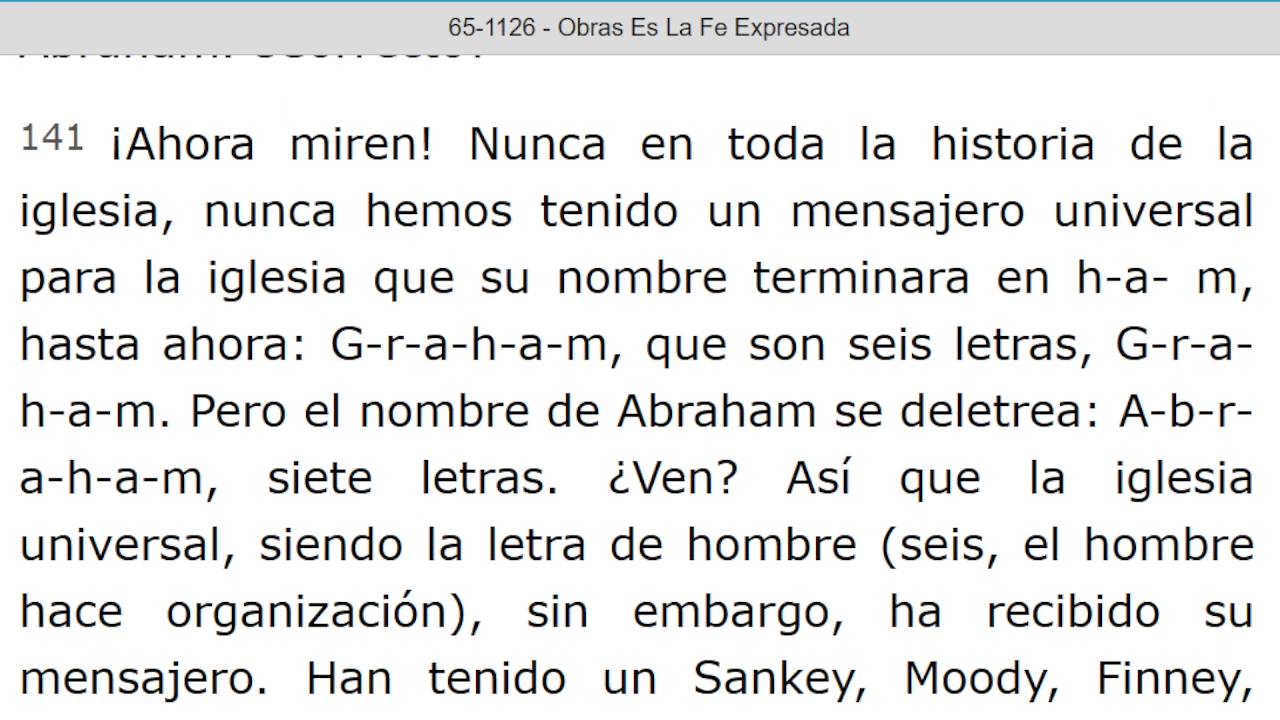 65-1126 - Obras Es La Fe Expresada
141 ¡Ahora miren! Nunca en toda la historia de la
iglesia, nunca hemos tenido un mensajero universal
para la iglesia que su nombre terminara en h-a- m,
hasta ahora: G-r-a-h-a-m, que son seis letras, G-r-a-
h-a-m. Pero el nombre de Abraham se deletrea: A-b-r-
a-h-a-m, siete letras. ¿Ven? Así que la iglesia
universal, siendo la letra de hombre (seis, el hombre
hace organización), sin embargo, ha recibido su
mensajero. Han tenido un Sankey, Moody, Finney,